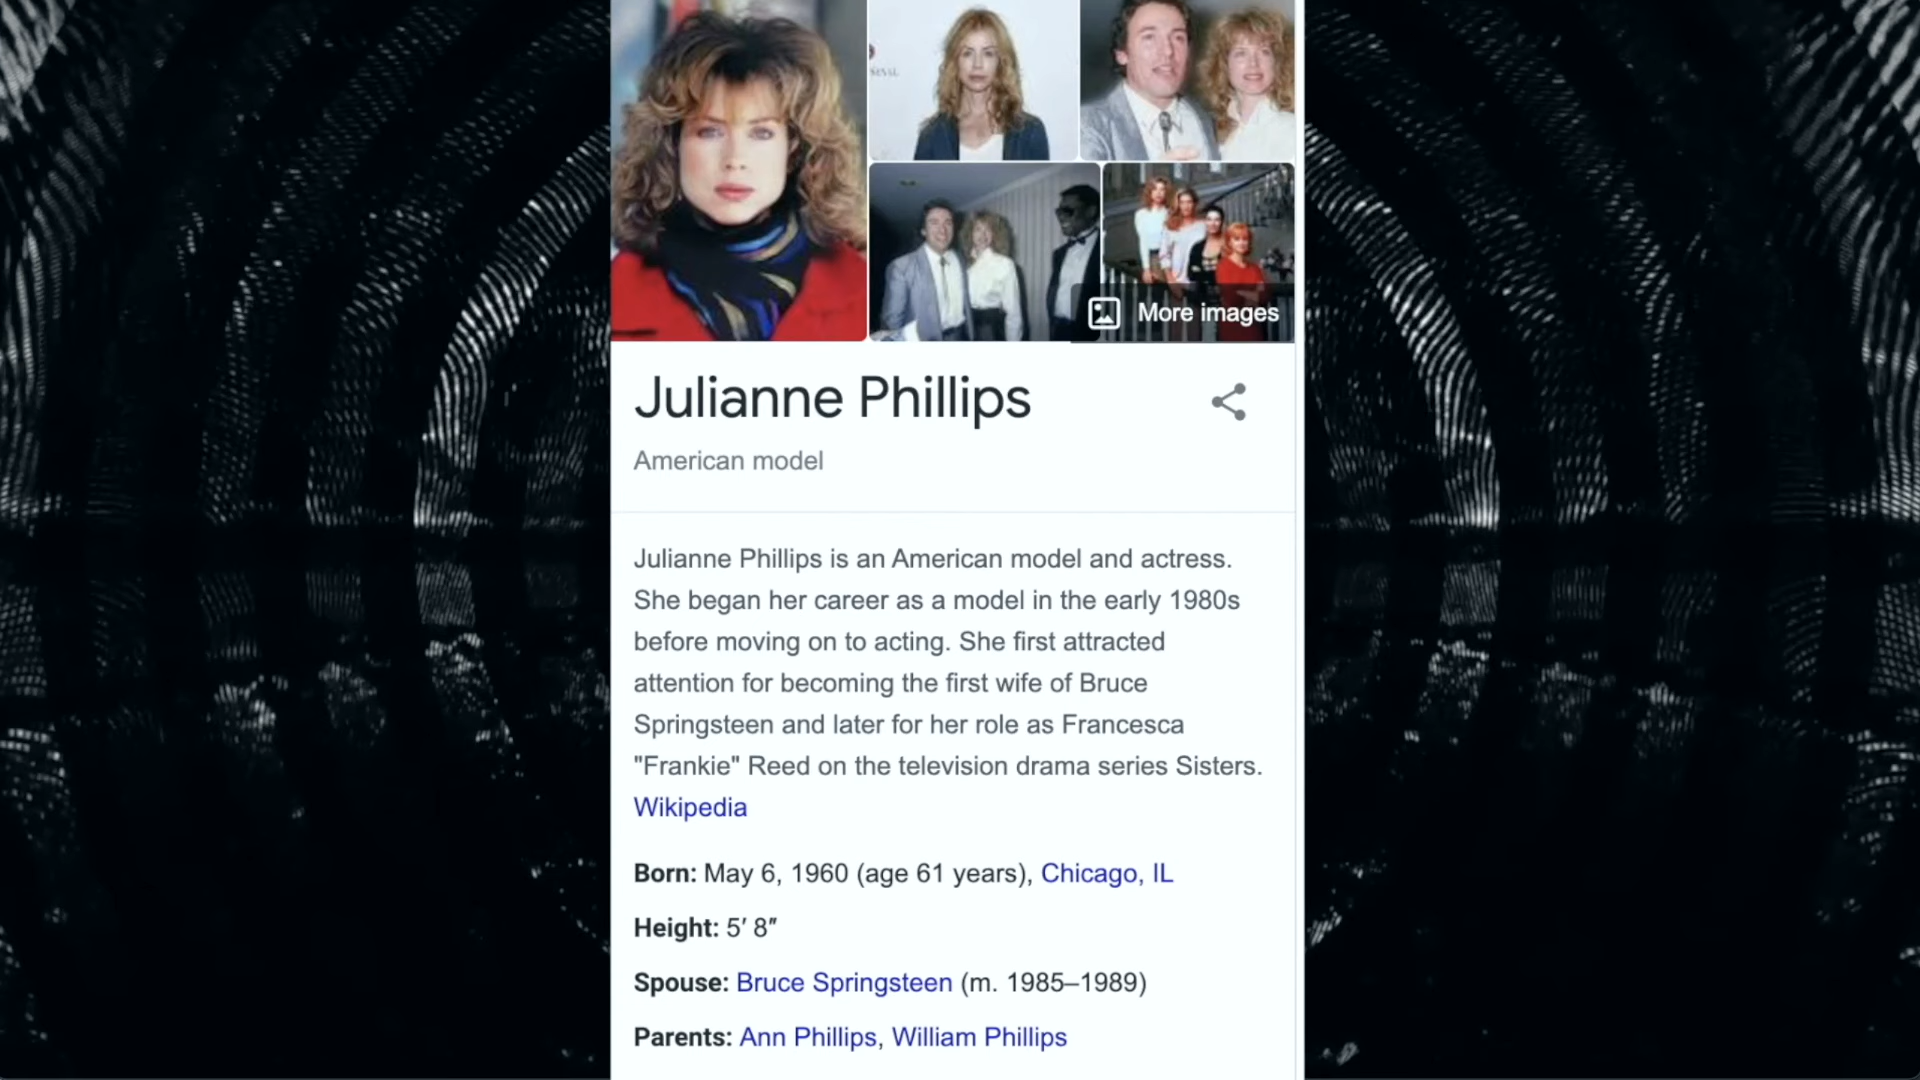 More images
Julianne Phillips
American model
Julianne Phillips is an American model and actress.
She began her career as a model in the early 1980s
before moving on to acting. She first attracted
attention for becoming the first wife of Bruce
Springsteen and later for her role as Francesca
"Frankie" Reed on the television drama series Sisters.
Wikipedia
Born: May 6, 1960 (age 61 years), Chicago, IL
Height: 5′ 8″
Spouse: Bruce Springsteen (m. 1985–1989)
Parents: Ann Phillips, William Phillips